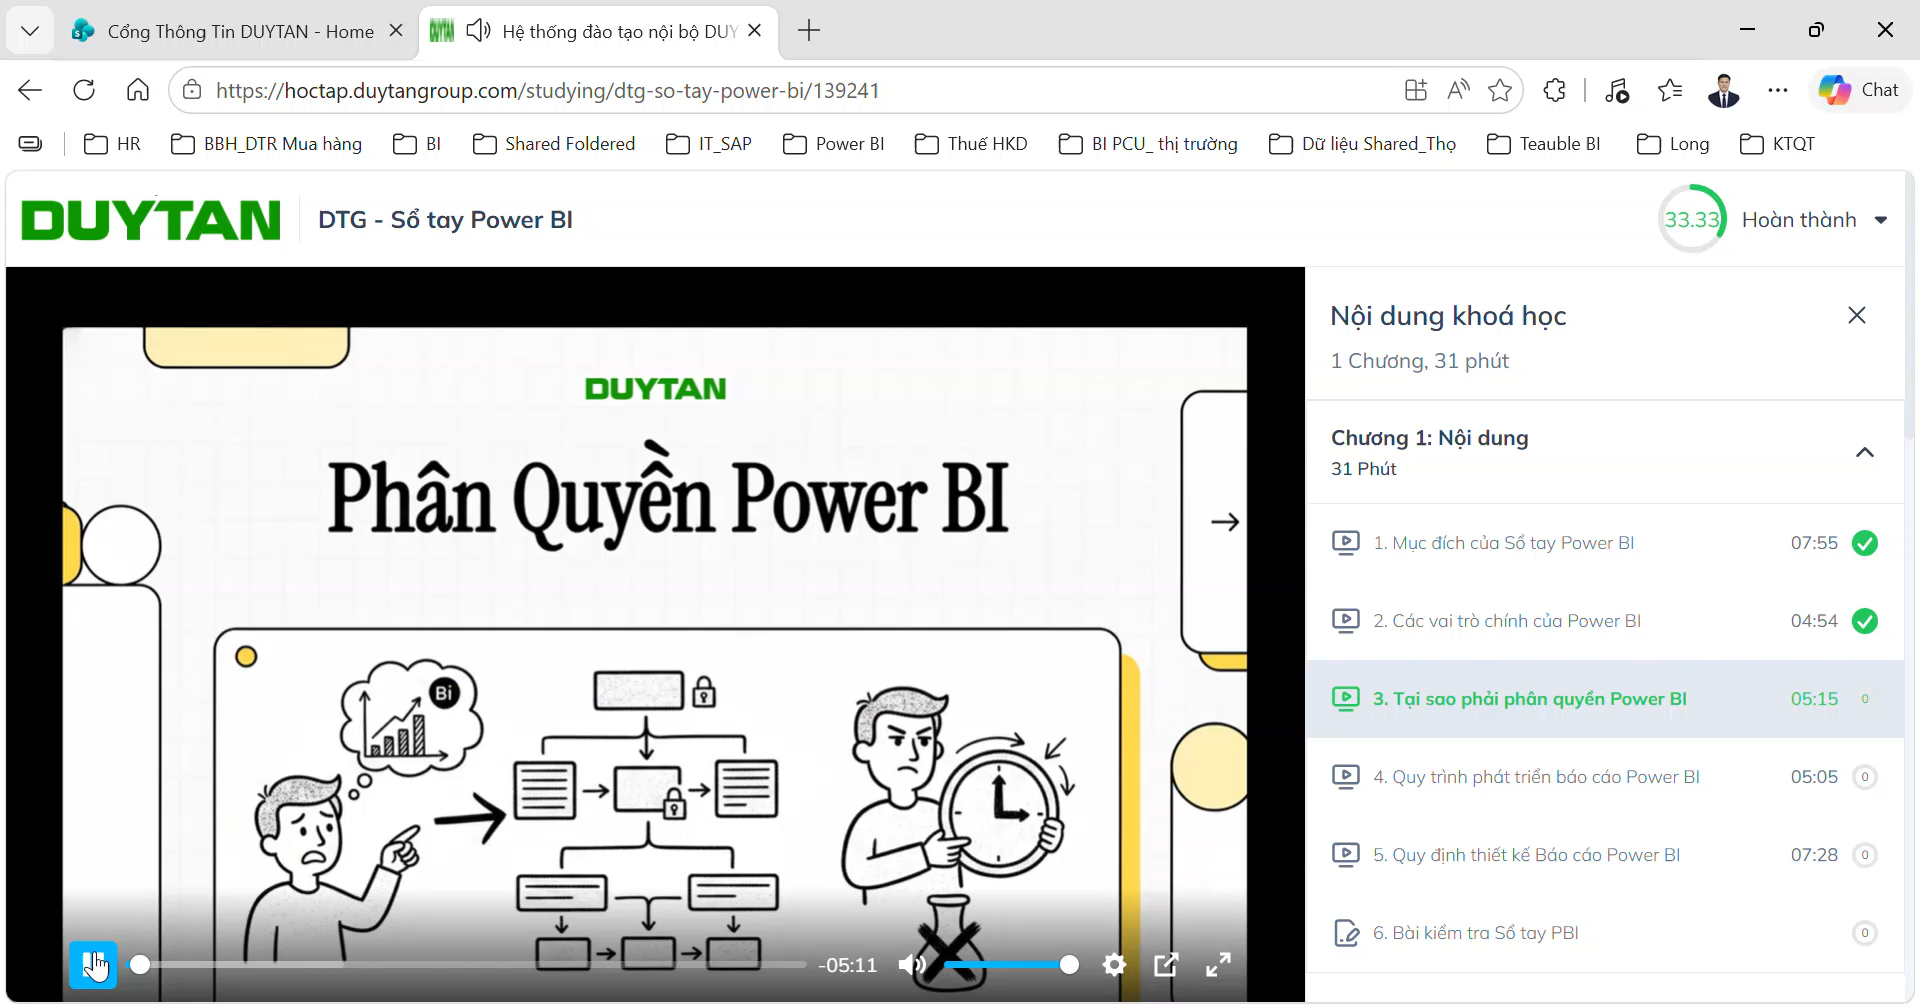 Cổng Thông Tin DUYTAN - Home
Hệ thống đào tạo nội bộ DUY
https://hoctap.duytangroup.com/studying/dtg-so-tay-power-bi/139241
Chat
HR
BBH_DTR Mua hàng
BI
Shared Foldered
IT_SAP
Power BI
Thuế HKD
BI PCU_ thị trường
Dữ liệu Shared_Thọ
Teauble BI
Long
KTQT
DUYTAN
DTG - Sổ tay Power BI
33.33
Hoàn thành
DUYTAN
Phân Quyền Power BI
Bi
-05:11
Nội dung khoá học
1 Chương, 31 phút
Chương 1: Nội dung
31 Phút
1. Mục đích của Sổ tay Power BI 07:55
2. Các vai trò chính của Power BI 04:54
3. Tại sao phải phân quyền Power BI 05:15 0
4. Quy trình phát triển báo cáo Power BI 05:05 0
5. Quy định thiết kế Báo cáo Power BI 07:28 0
6. Bài kiểm tra Sổ tay PBI 0